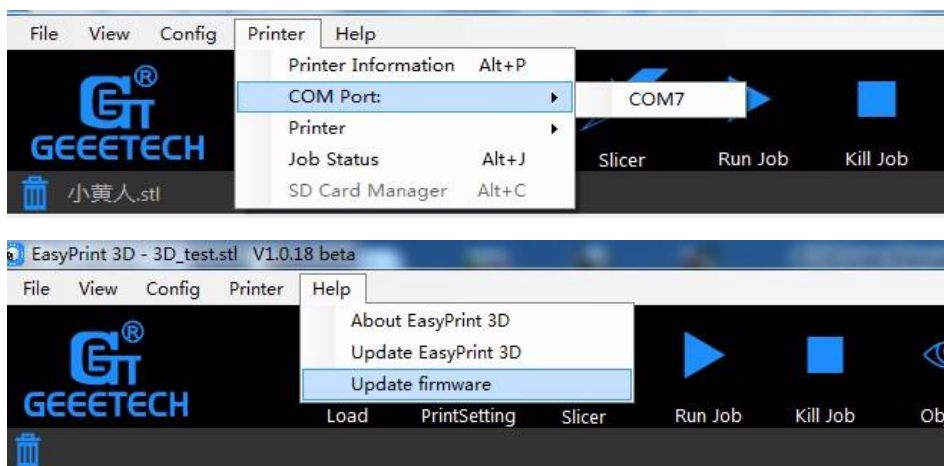 File View Config Printer Help
Printer Information Alt+P
COM Port: COM7
Printer
Job Status Alt+J
SD Card Manager Alt+C
GEEETECH ®
Slicer Run Job Kill Job
小黄人.stl
EasyPrint 3D - 3D_test.stl V1.0.18 beta
File View Config Printer Help
About EasyPrint 3D
Update EasyPrint 3D
Update firmware
GEEETECH ®
Load PrintSetting Slicer Run Job Kill Job Ob